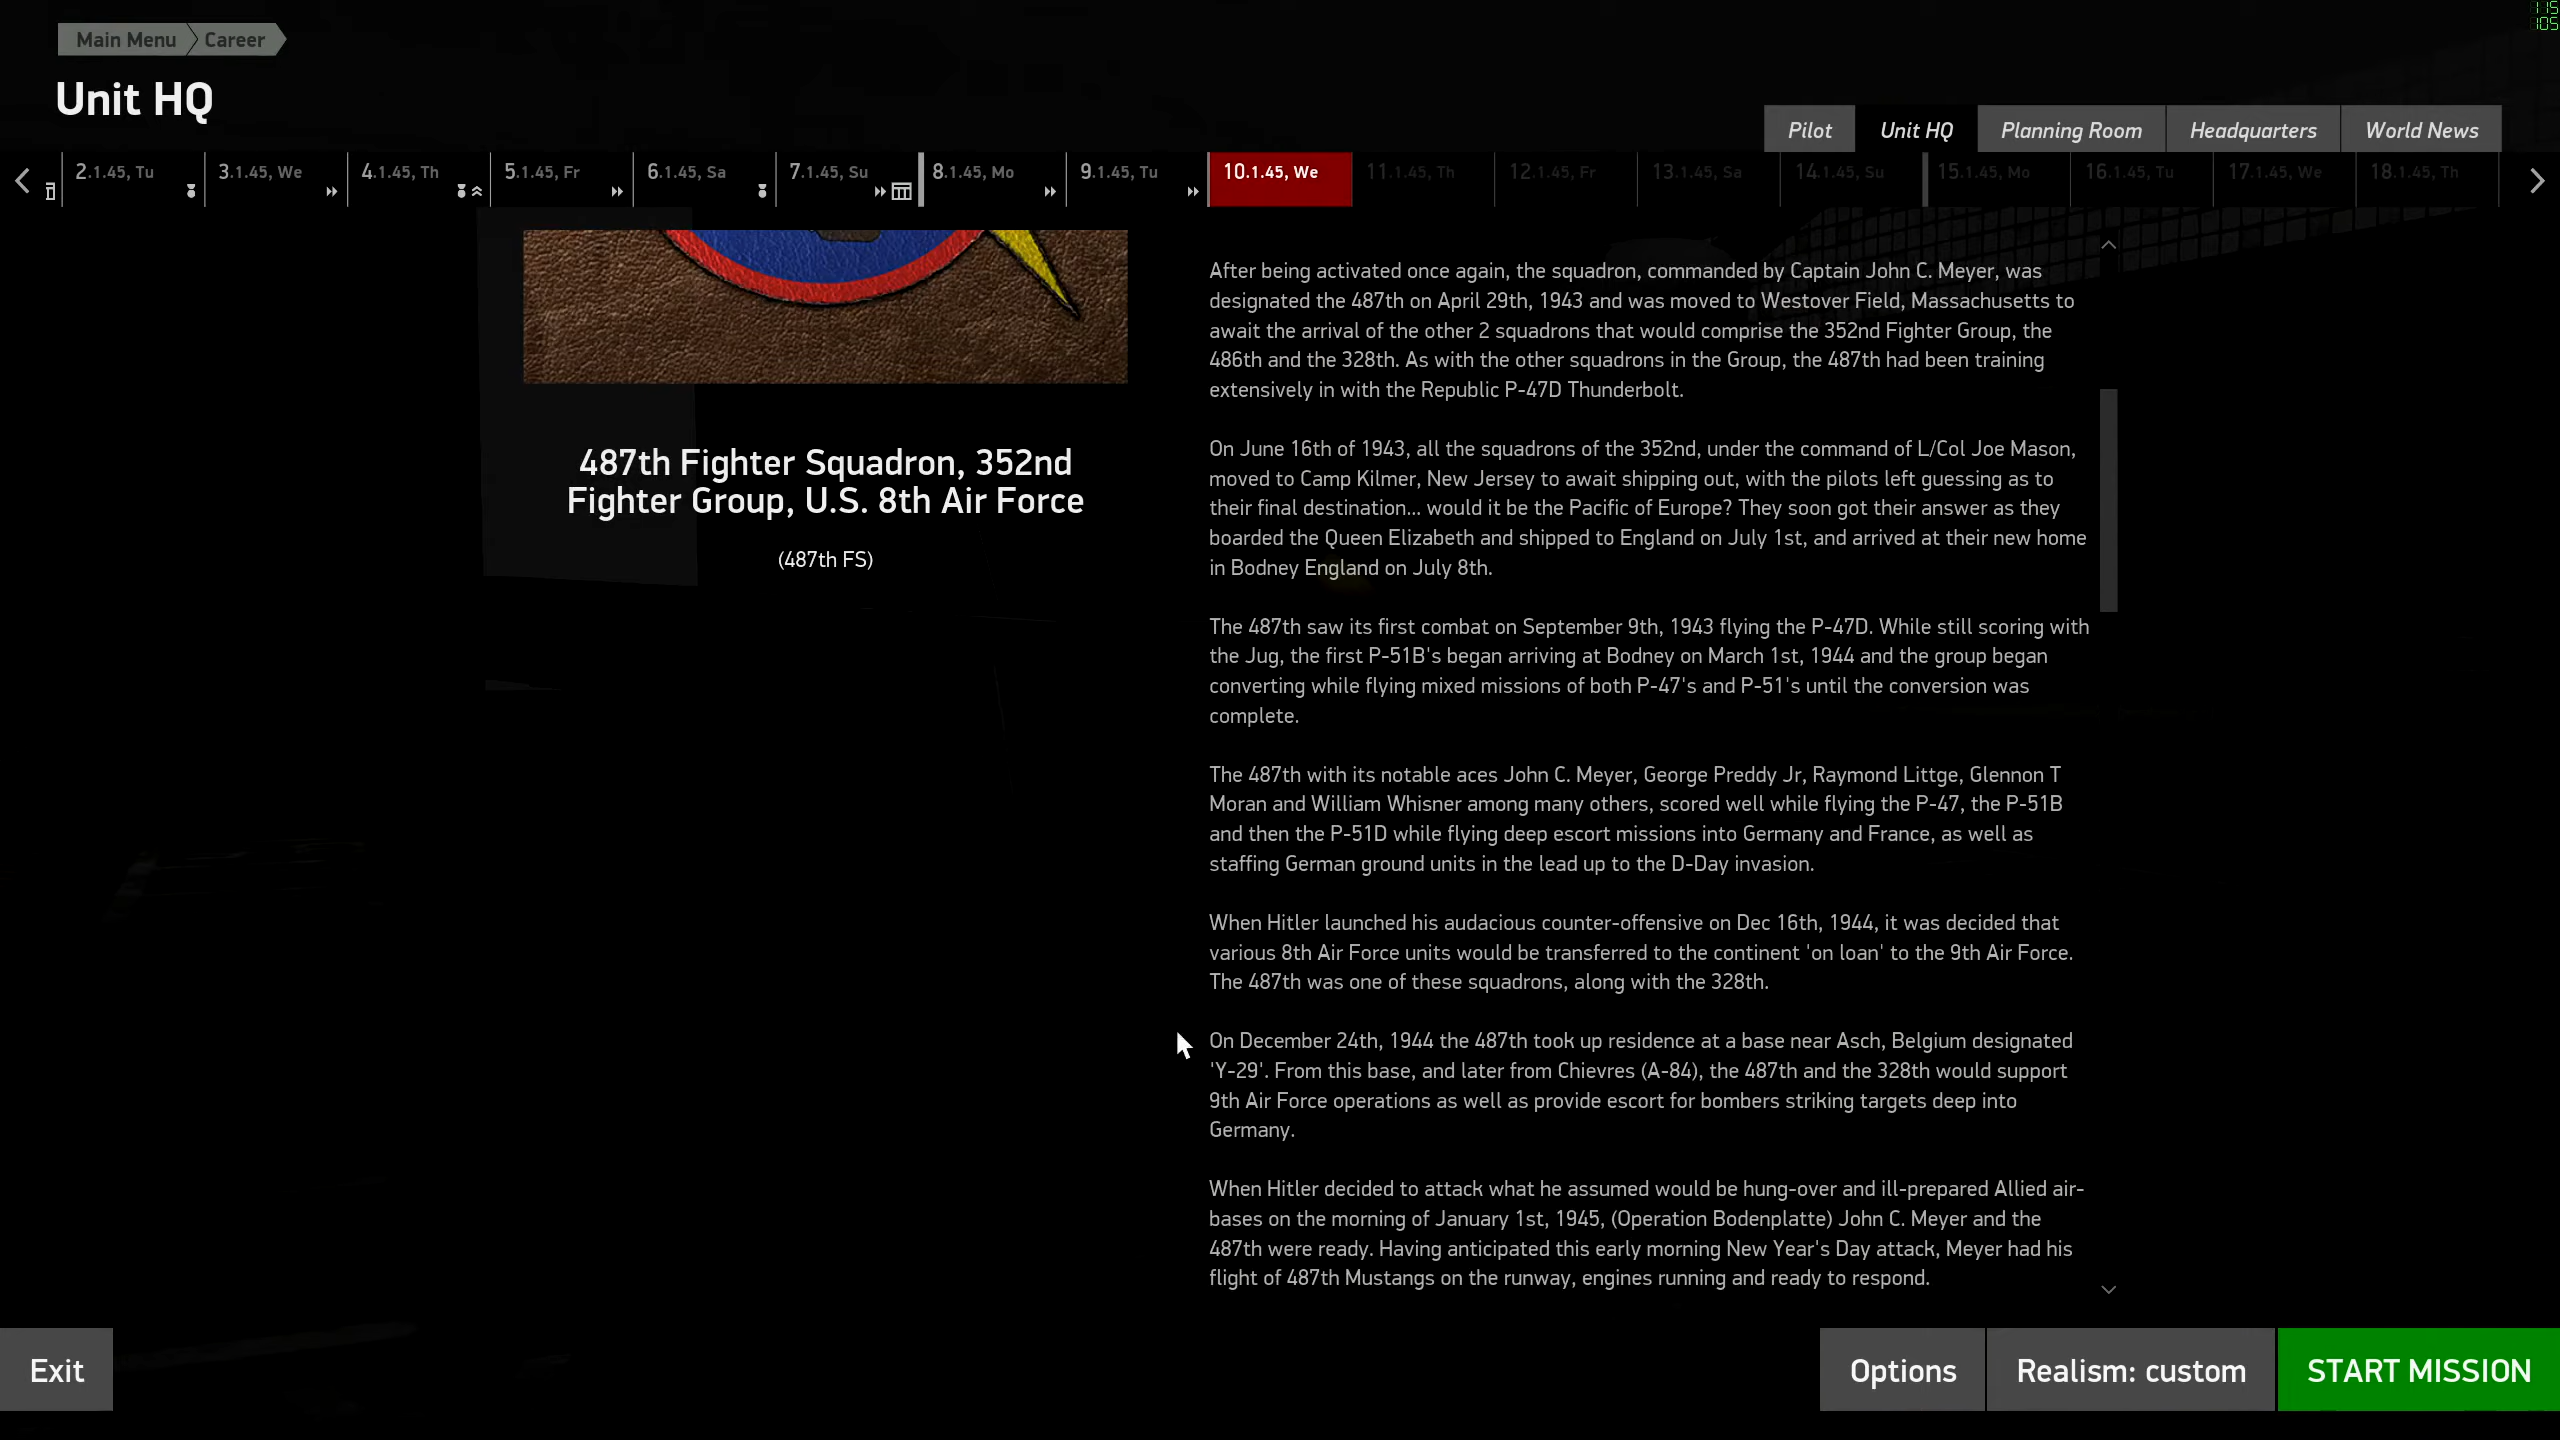 115
105
Main Menu
Career
Unit HQ
Pilot
Unit HQ
Planning Room
Headquarters
World News
2.1.45, Tu
3.1.45, We
4.1.45, Th
5.1.45, Fr
6.1.45, Sa
7.1.45, Su
8.1.45, Mo
9.1.45, Tu
10.1.45, We
11.1.45, Th
12.1.45, Fr
13.1.45, Sa
14.1.45, Su
15.1.45, Mo
16.1.45, Tu
17.1.45, We
18.1.45, Th
487th Fighter Squadron, 352nd
Fighter Group, U.S. 8th Air Force
(487th FS)
After being activated once again, the squadron, commanded by Captain John C. Meyer, was
designated the 487th on April 29th, 1943 and was moved to Westover Field, Massachusetts to
await the arrival of the other 2 squadrons that would comprise the 352nd Fighter Group, the
486th and the 328th. As with the other squadrons in the Group, the 487th had been training
extensively in with the Republic P-47D Thunderbolt.
On June 16th of 1943, all the squadrons of the 352nd, under the command of L/Col Joe Mason,
moved to Camp Kilmer, New Jersey to await shipping out, with the pilots left guessing as to
their final destination... would it be the Pacific of Europe? They soon got their answer as they
boarded the Queen Elizabeth and shipped to England on July 1st, and arrived at their new home
in Bodney England on July 8th.
The 487th saw its first combat on September 9th, 1943 flying the P-47D. While still scoring with
the Jug, the first P-51B's began arriving at Bodney on March 1st, 1944 and the group began
converting while flying mixed missions of both P-47's and P-51's until the conversion was
complete.
The 487th with its notable aces John C. Meyer, George Preddy Jr, Raymond Littge, Glennon T
Moran and William Whisner among many others, scored well while flying the P-47, the P-51B
and then the P-51D while flying deep escort missions into Germany and France, as well as
staffing German ground units in the lead up to the D-Day invasion.
When Hitler launched his audacious counter-offensive on Dec 16th, 1944, it was decided that
various 8th Air Force units would be transferred to the continent 'on loan' to the 9th Air Force.
The 487th was one of these squadrons, along with the 328th.
On December 24th, 1944 the 487th took up residence at a base near Asch, Belgium designated
'Y-29'. From this base, and later from Chievres (A-84), the 487th and the 328th would support
9th Air Force operations as well as provide escort for bombers striking targets deep into
Germany.
When Hitler decided to attack what he assumed would be hung-over and ill-prepared Allied air-
bases on the morning of January 1st, 1945, (Operation Bodenplatte) John C. Meyer and the
487th were ready. Having anticipated this early morning New Year's Day attack, Meyer had his
flight of 487th Mustangs on the runway, engines running and ready to respond.
Exit
Options
Realism: custom
START MISSION